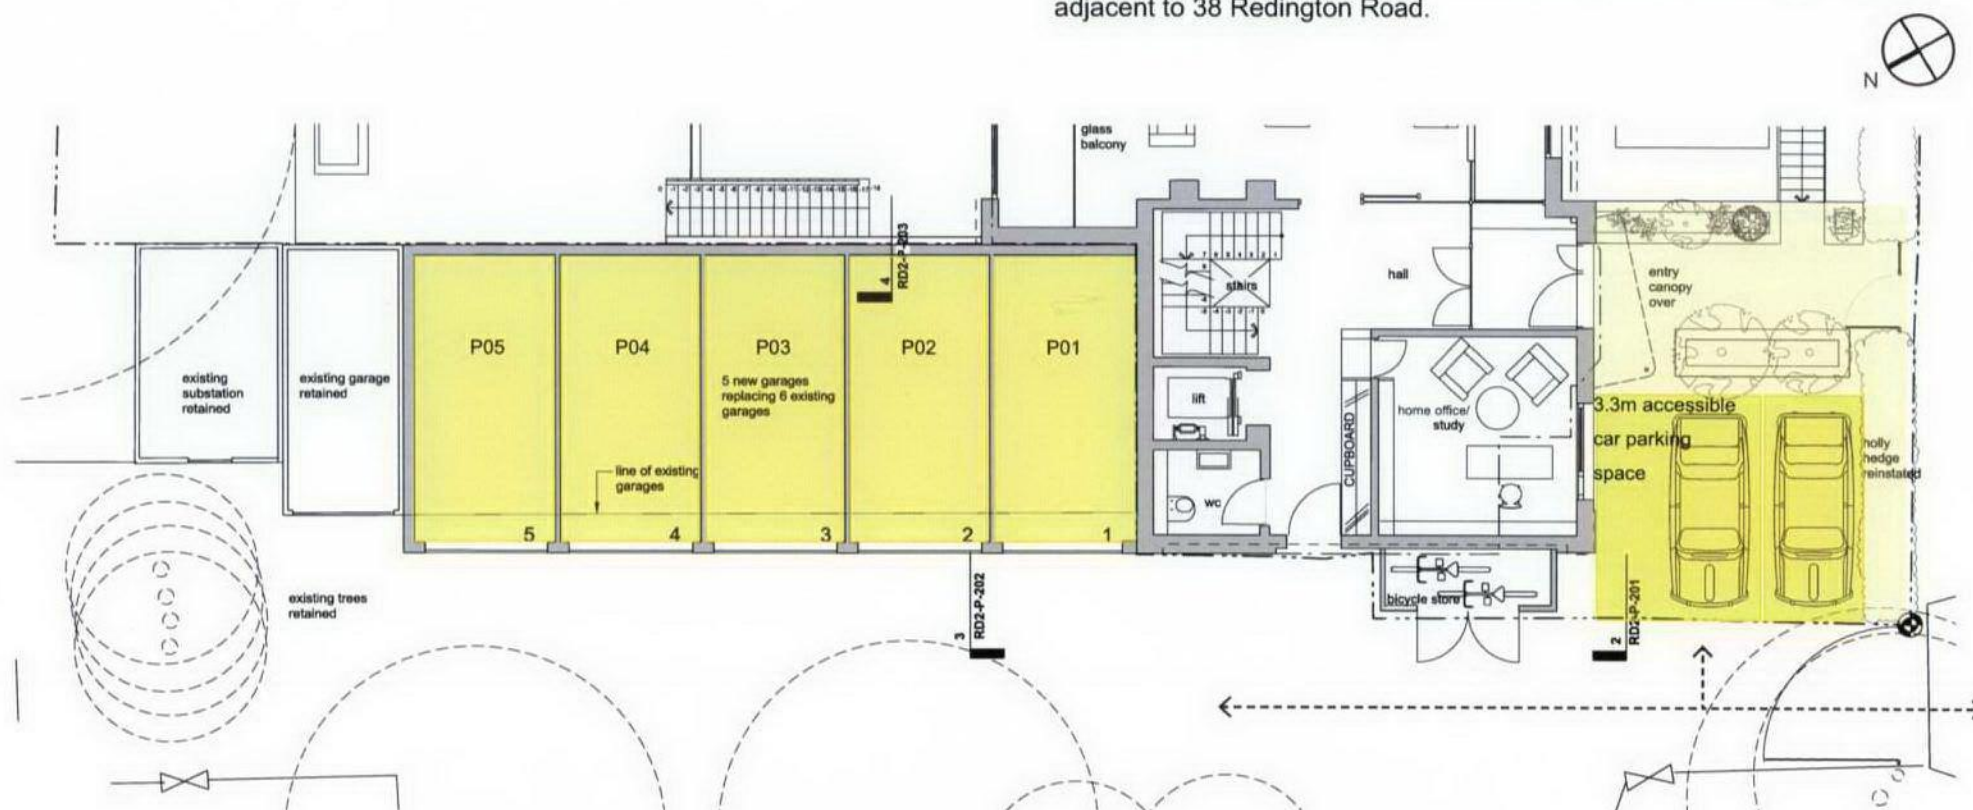 adjacent to 38 Redington Road.
N
glass
balcony
RD2-P-203
4
stairs
hall
entry
canopy
over
P05
P04
P03
P02
P01
existing
substation
retained
existing garage
retained
5 new garages
replacing 6 existing
garages
lift
home office/
study
CUPBOARD
3.3m accessible
car parking
space
holly
hedge
reinstated
line of existing
garages
wc
5
4
3
2
1
existing trees
retained
RD2-P-202
3
bicycle store
RD2-P-201
2